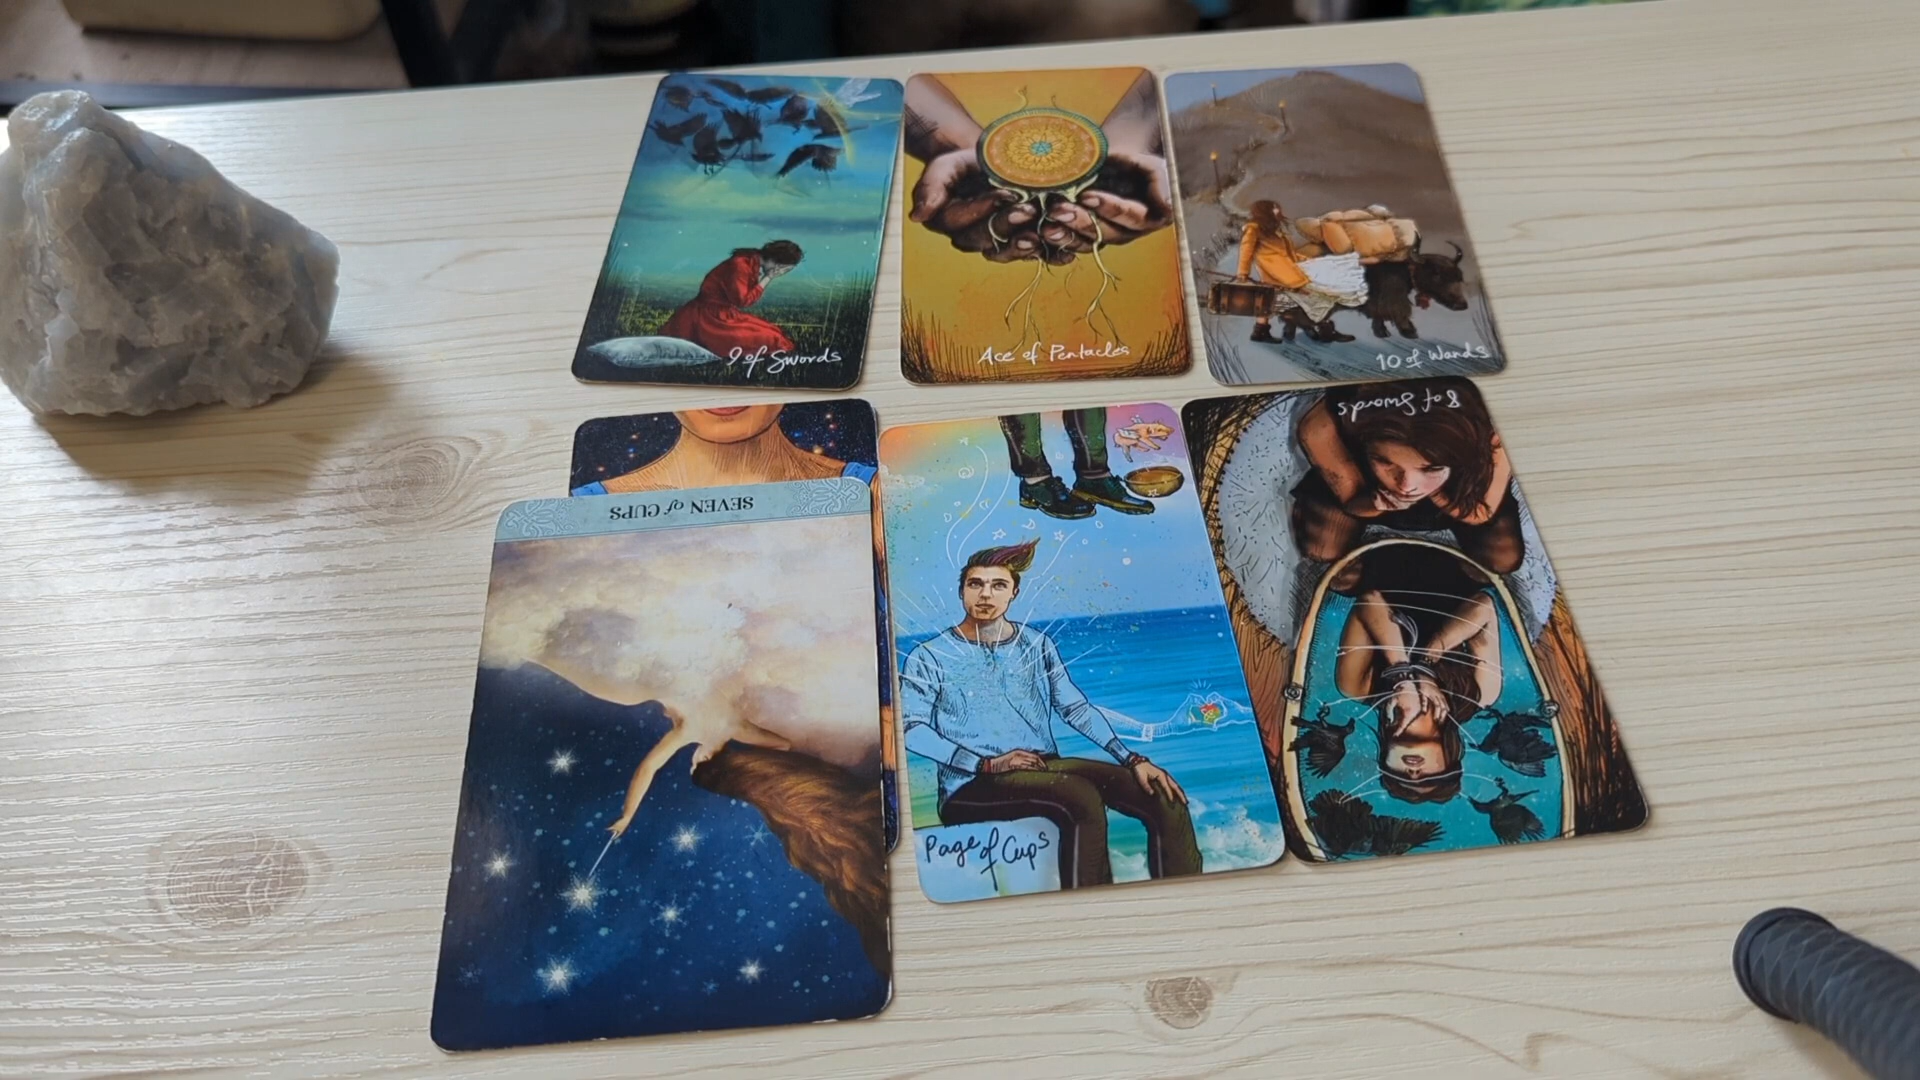 9 of Swords
Ace of Pentacles
10 of Wands
SEVEN of CUPS
Page of Cups
8 of Swords